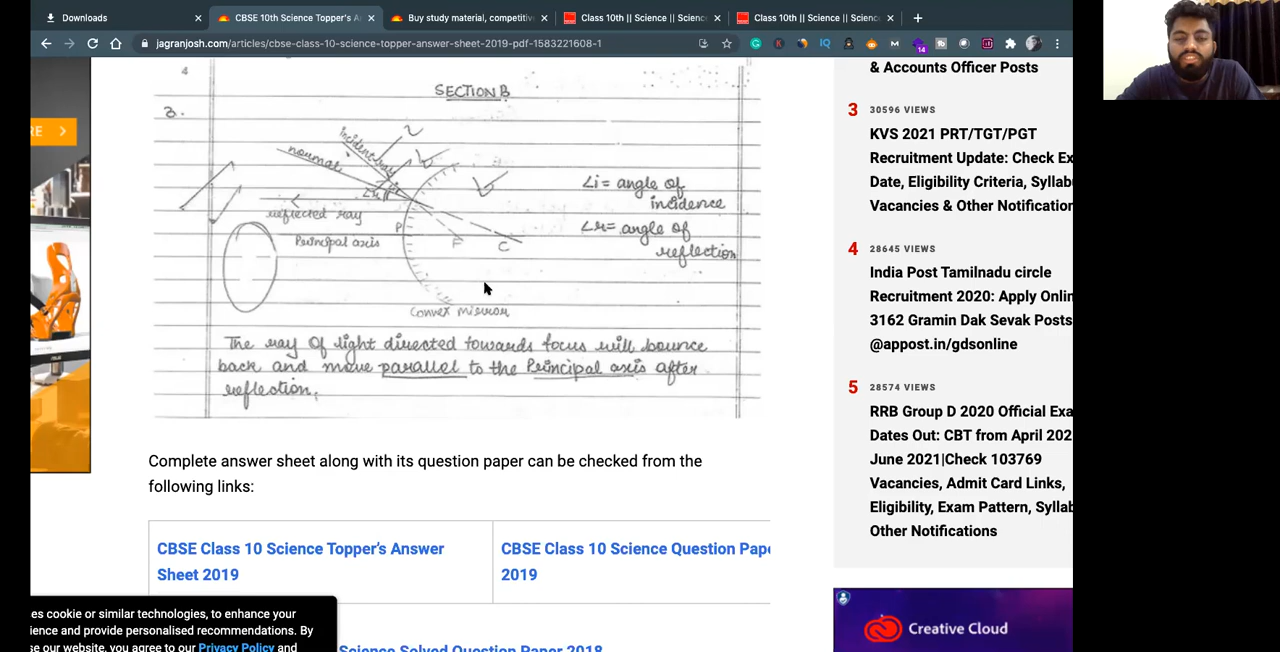 Downloads
CBSE 10th Science Topper's A
Buy study material, competitiv
Class 10th || Science || Science
Class 10th || Science || Science
jagranjosh.com/articles/cbse-class-10-science-topper-answer-sheet-2019-pdf-1583221608-1
IQ
14
RE
4
SECTION B
3.
normal
incident ray
∠i
∠r
reflected ray
Principal axis
P
F
C
Convex mirror
∠i = angle of
incidence
∠r = angle of
reflection
The ray of light directed towards focus will bounce
back and move parallel to the Principal axis after
reflection.
Complete answer sheet along with its question paper can be checked from the
following links:
CBSE Class 10 Science Topper's Answer
Sheet 2019
CBSE Class 10 Science Question Pape
2019
Science Solved Question Paper 2018
es cookie or similar technologies, to enhance your
ience and provide personalised recommendations. By
se our website, you agree to our Privacy Policy and
& Accounts Officer Posts
3 30596 VIEWS
KVS 2021 PRT/TGT/PGT
Recruitment Update: Check Ex
Date, Eligibility Criteria, Syllab
Vacancies & Other Notification
4 28645 VIEWS
India Post Tamilnadu circle
Recruitment 2020: Apply Onlin
3162 Gramin Dak Sevak Posts
@appost.in/gdsonline
5 28574 VIEWS
RRB Group D 2020 Official Exa
Dates Out: CBT from April 202
June 2021|Check 103769
Vacancies, Admit Card Links,
Eligibility, Exam Pattern, Syllab
Other Notifications
Creative Cloud